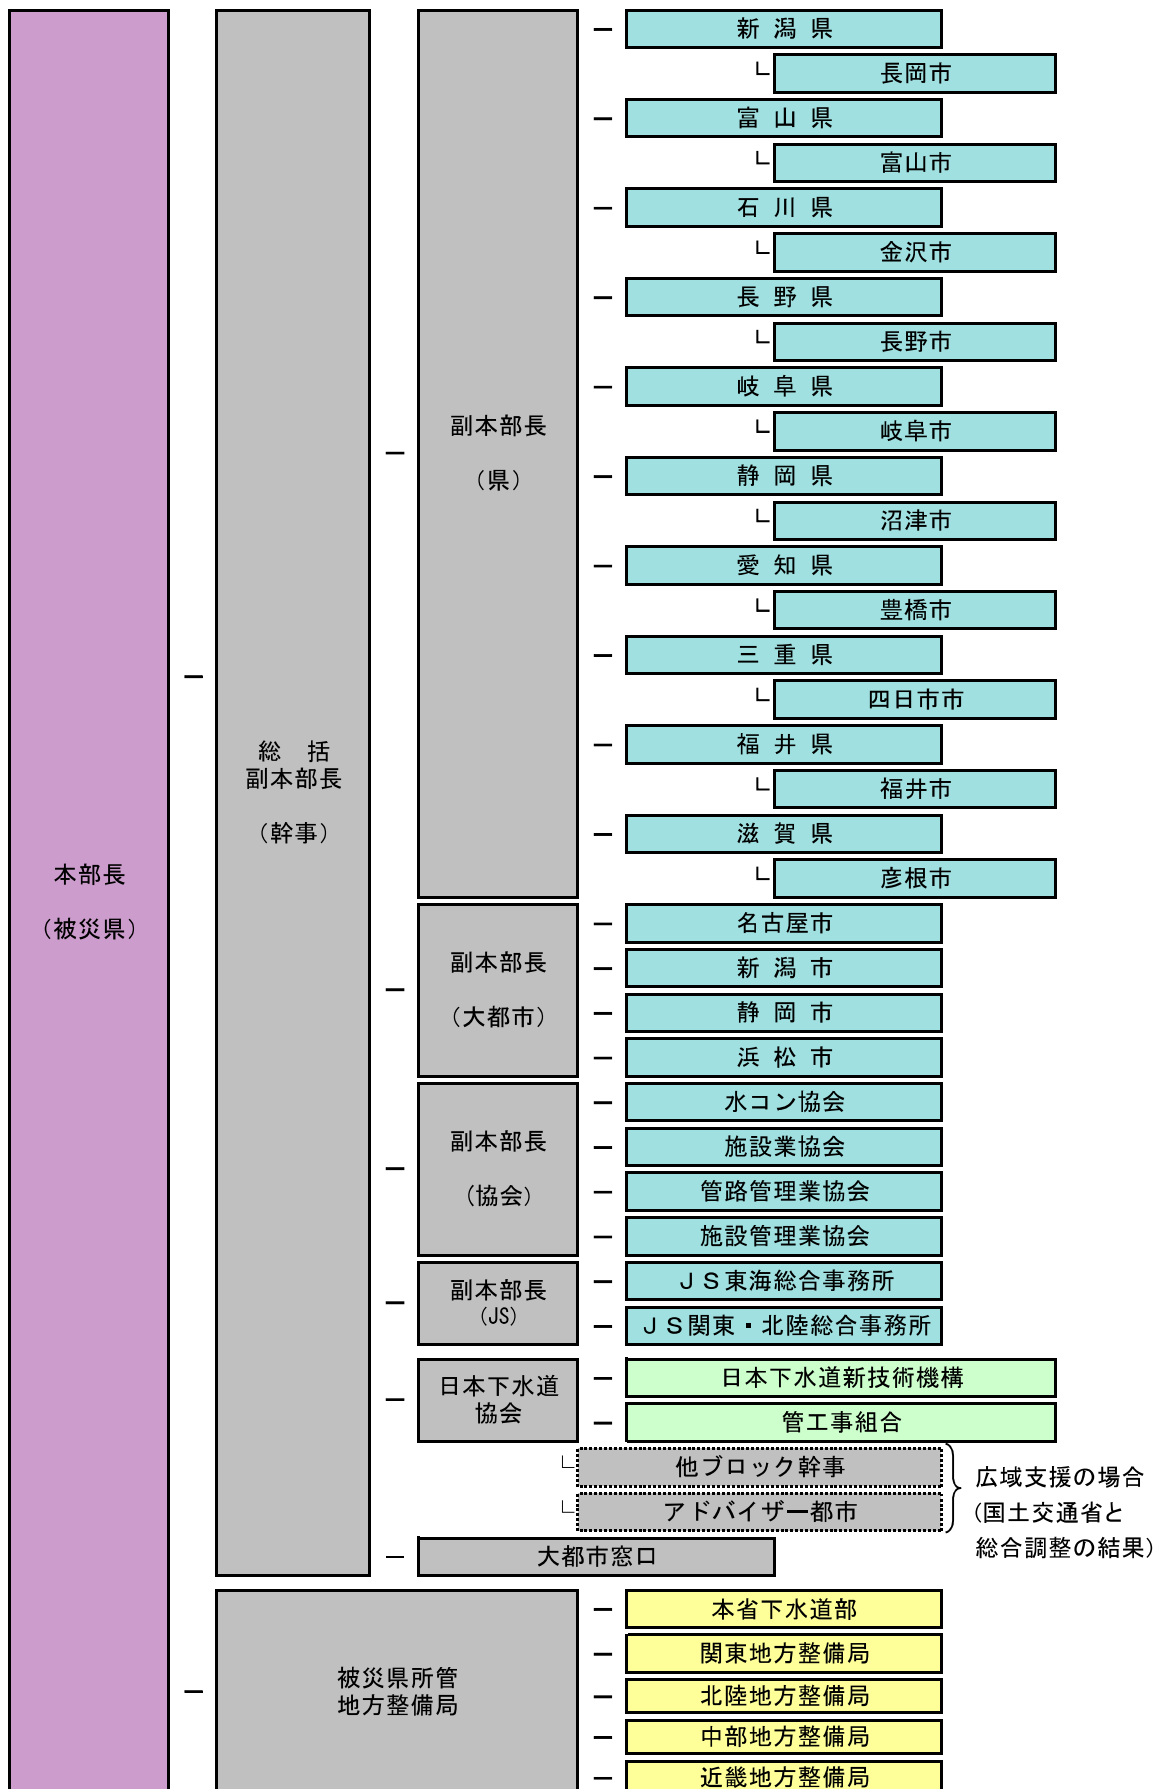 本部長
（被災県）
総　括
副本部長
（幹事）
副本部長
（県）
新 潟 県
長岡市
富 山 県
富山市
石 川 県
金沢市
長 野 県
長野市
岐 阜 県
岐阜市
静 岡 県
沼津市
愛 知 県
豊橋市
三 重 県
四日市市
福 井 県
福井市
滋 賀 県
彦根市
副本部長
（大都市）
名古屋市
新 潟 市
静 岡 市
浜 松 市
副本部長
（協会）
水コン協会
施設業協会
管路管理業協会
施設管理業協会
副本部長
（JS）
ＪＳ東海総合事務所
ＪＳ関東・北陸総合事務所
日本下水道
協会
日本下水道新技術機構
管工事組合
他ブロック幹事
アドバイザー都市
広域支援の場合
（国土交通省と
総合調整の結果）
大都市窓口
被災県所管
地方整備局
本省下水道部
関東地方整備局
北陸地方整備局
中部地方整備局
近畿地方整備局